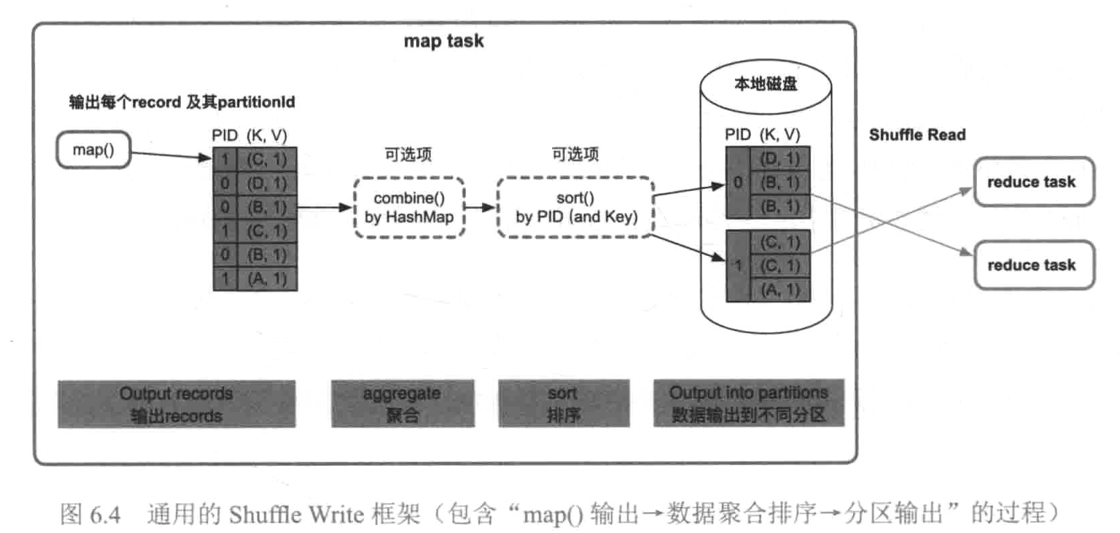 map task
输出每个record 及其partitionId
map()
PID (K, V)
1 (C, 1)
0 (D, 1)
0 (B, 1)
1 (C, 1)
0 (B, 1)
1 (A, 1)
可选项
combine()
by HashMap
可选项
sort()
by PID (and Key)
本地磁盘
PID (K, V)
0
(D, 1)
(B, 1)
(B, 1)
1
(C, 1)
(C, 1)
(A, 1)
Shuffle Read
reduce task
reduce task
Output records
输出records
aggregate
聚合
sort
排序
Output into partitions
数据输出到不同分区
图 6.4 通用的 Shuffle Write 框架（包含“map() 输出→数据聚合排序→分区输出”的过程）